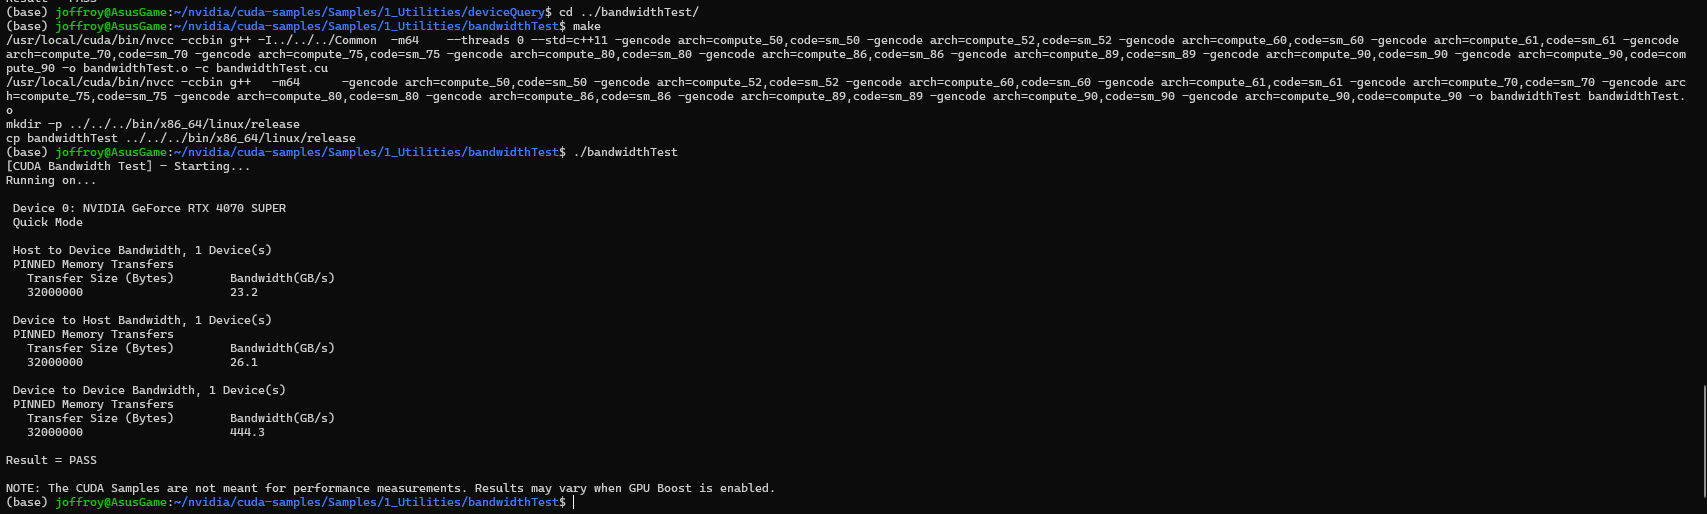 (base) joffroy@AsusGame:~/nvidia/cuda-samples/Samples/1_Utilities/deviceQuery$ cd ../bandwidthTest/
(base) joffroy@AsusGame:~/nvidia/cuda-samples/Samples/1_Utilities/bandwidthTest$ make
/usr/local/cuda/bin/nvcc -ccbin g++ -I../../../Common  -m64    --threads 0 --std=c++11 -gencode arch=compute_50,code=sm_50 -gencode arch=compute_52,code=sm_52 -gencode arch=compute_60,code=sm_60 -gencode arch=compute_61,code=sm_61 -gencode
arch=compute_70,code=sm_70 -gencode arch=compute_75,code=sm_75 -gencode arch=compute_80,code=sm_80 -gencode arch=compute_86,code=sm_86 -gencode arch=compute_89,code=sm_89 -gencode arch=compute_90,code=sm_90 -gencode arch=compute_90,code=com
pute_90 -o bandwidthTest.o -c bandwidthTest.cu
/usr/local/cuda/bin/nvcc -ccbin g++   -m64      -gencode arch=compute_50,code=sm_50 -gencode arch=compute_52,code=sm_52 -gencode arch=compute_60,code=sm_60 -gencode arch=compute_61,code=sm_61 -gencode arch=compute_70,code=sm_70 -gencode arc
h=compute_75,code=sm_75 -gencode arch=compute_80,code=sm_80 -gencode arch=compute_86,code=sm_86 -gencode arch=compute_89,code=sm_89 -gencode arch=compute_90,code=sm_90 -gencode arch=compute_90,code=compute_90 -o bandwidthTest bandwidthTest.
o
mkdir -p ../../../bin/x86_64/linux/release
cp bandwidthTest ../../../bin/x86_64/linux/release
(base) joffroy@AsusGame:~/nvidia/cuda-samples/Samples/1_Utilities/bandwidthTest$ ./bandwidthTest
[CUDA Bandwidth Test] - Starting...
Running on...
Device 0: NVIDIA GeForce RTX 4070 SUPER
Quick Mode
Host to Device Bandwidth, 1 Device(s)
PINNED Memory Transfers
Transfer Size (Bytes)        Bandwidth(GB/s)
32000000                     23.2
Device to Host Bandwidth, 1 Device(s)
PINNED Memory Transfers
Transfer Size (Bytes)        Bandwidth(GB/s)
32000000                     26.1
Device to Device Bandwidth, 1 Device(s)
PINNED Memory Transfers
Transfer Size (Bytes)        Bandwidth(GB/s)
32000000                     444.3
Result = PASS
NOTE: The CUDA Samples are not meant for performance measurements. Results may vary when GPU Boost is enabled.
(base) joffroy@AsusGame:~/nvidia/cuda-samples/Samples/1_Utilities/bandwidthTest$